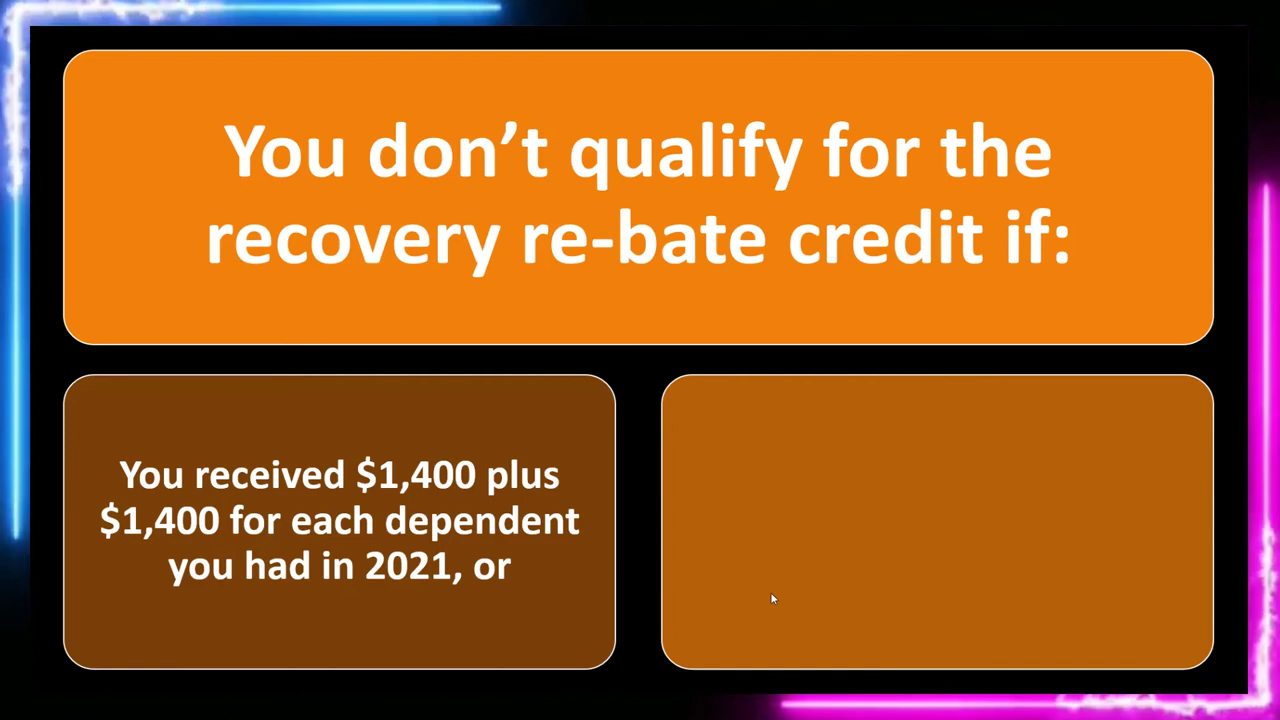 You don’t qualify for the
recovery re-bate credit if:
You received $1,400 plus
$1,400 for each dependent
you had in 2021, or